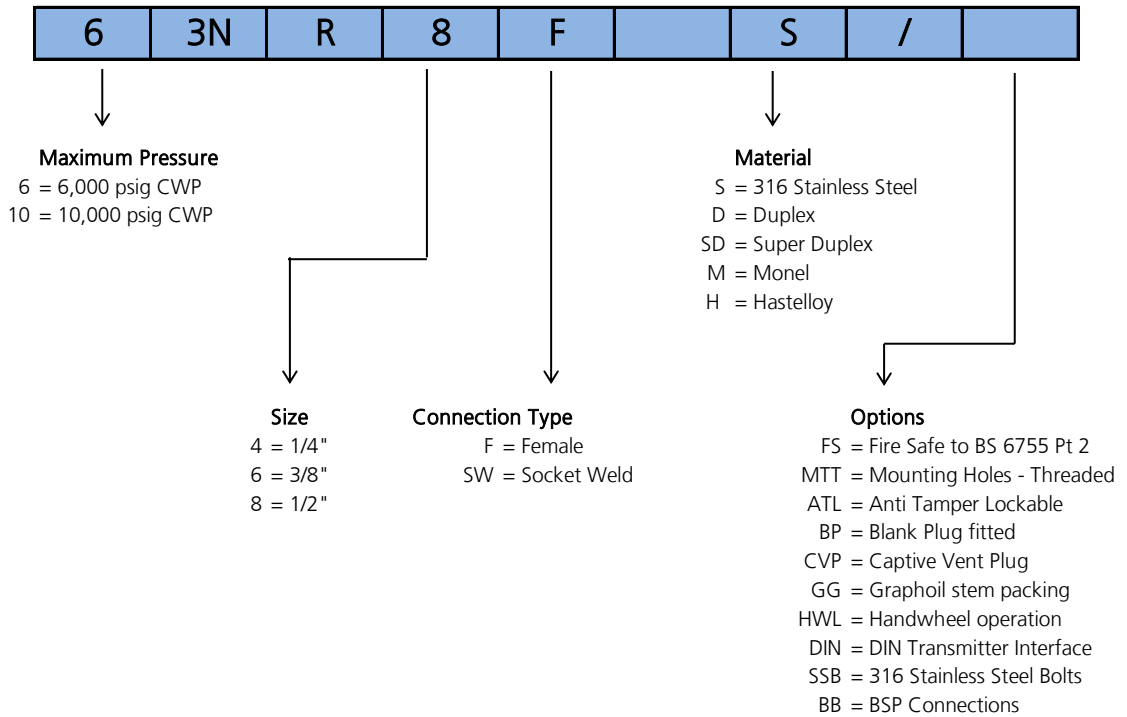 6 3N R 8 F S /
Maximum Pressure
6 = 6,000 psig CWP
10 = 10,000 psig CWP
Material
S = 316 Stainless Steel
D = Duplex
SD = Super Duplex
M = Monel
H = Hastelloy
Size
4 = 1/4"
6 = 3/8"
8 = 1/2"
Connection Type
F = Female
SW = Socket Weld
Options
FS = Fire Safe to BS 6755 Pt 2
MTT = Mounting Holes - Threaded
ATL = Anti Tamper Lockable
BP = Blank Plug fitted
CVP = Captive Vent Plug
GG = Graphoil stem packing
HWL = Handwheel operation
DIN = DIN Transmitter Interface
SSB = 316 Stainless Steel Bolts
BB = BSP Connections